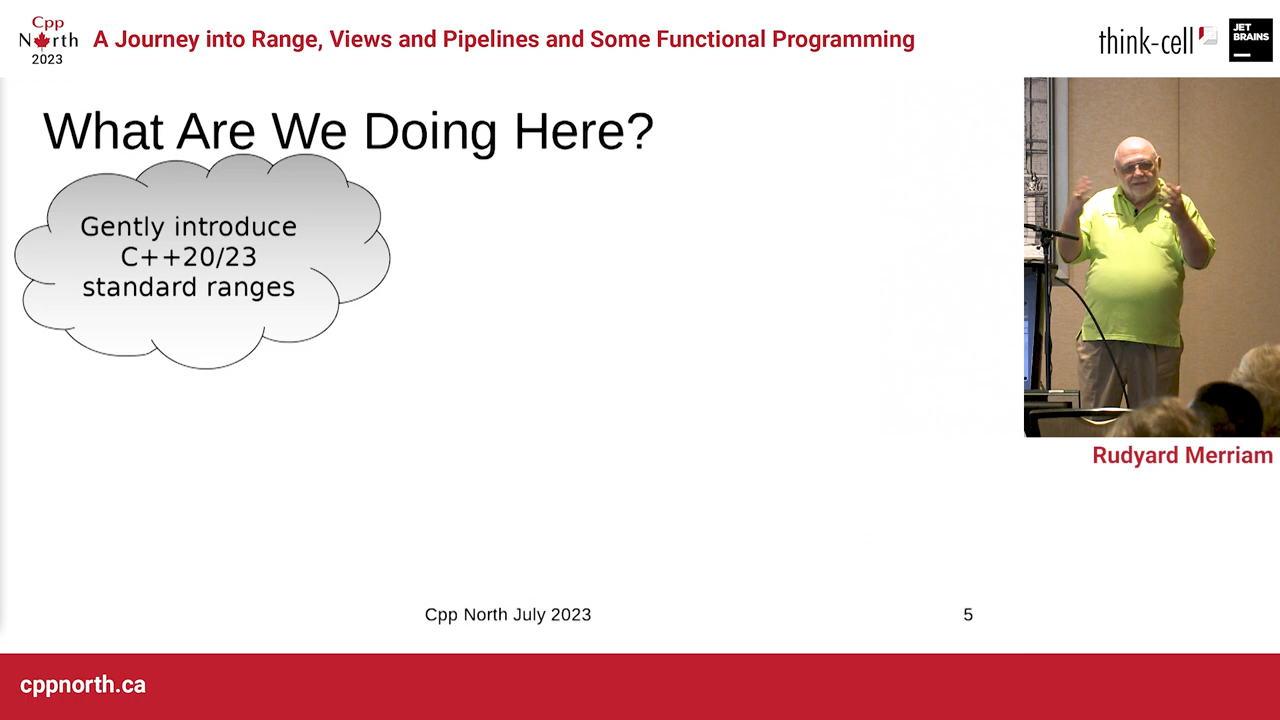 Cpp
North
2023
A Journey into Range, Views and Pipelines and Some Functional Programming
think-cell
JET
BRAINS
What Are We Doing Here?
Gently introduce
C++20/23
standard ranges
Rudyard Merriam
Cpp North July 2023
5
cppnorth.ca